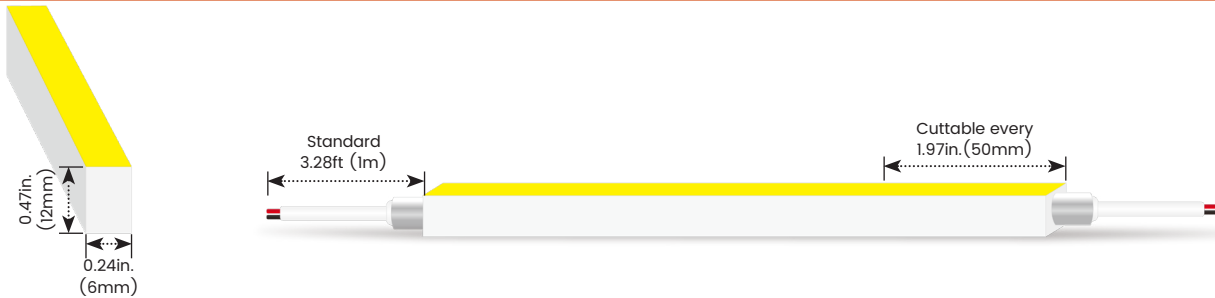 0.47in.
(12mm)
0.24in.
(6mm)
Standard
3.28ft (1m)
Cuttable every
1.97in.(50mm)